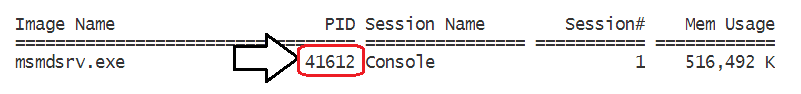 Image Name                     PID Session Name        Session#    Mem Usage
========================= ======== ================ =========== ============
msmdsrv.exe                  41612 Console                    1    516,492 K